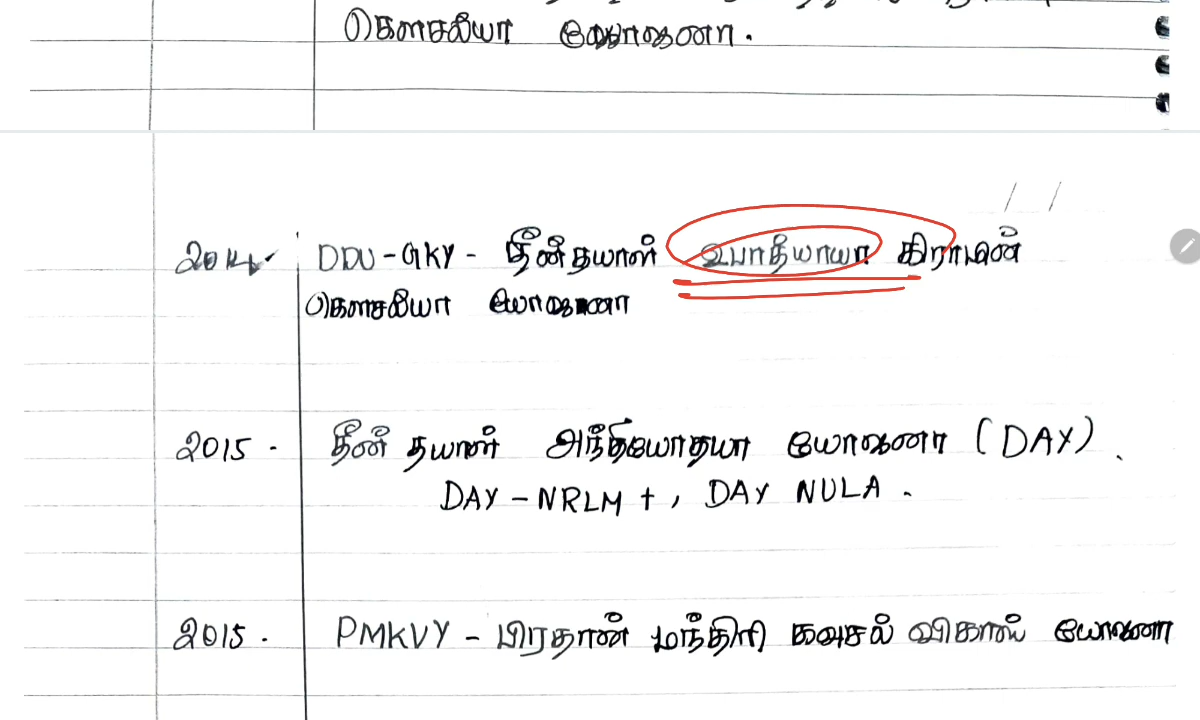 கௌசலியா யோஜனா.
2014 DDU-GKY - தீன்தயாள் உபாதியாயா கிராமீன்
கௌசலியா யோஜனா
2015 - தீன் தயாள் அந்தியோதயா யோஜனா (DAY).
DAY - NRLM +, DAY NULA.
2015 - PMKVY - பிரதான் மந்திரி கவுசல் விகாஸ் யோஜனா